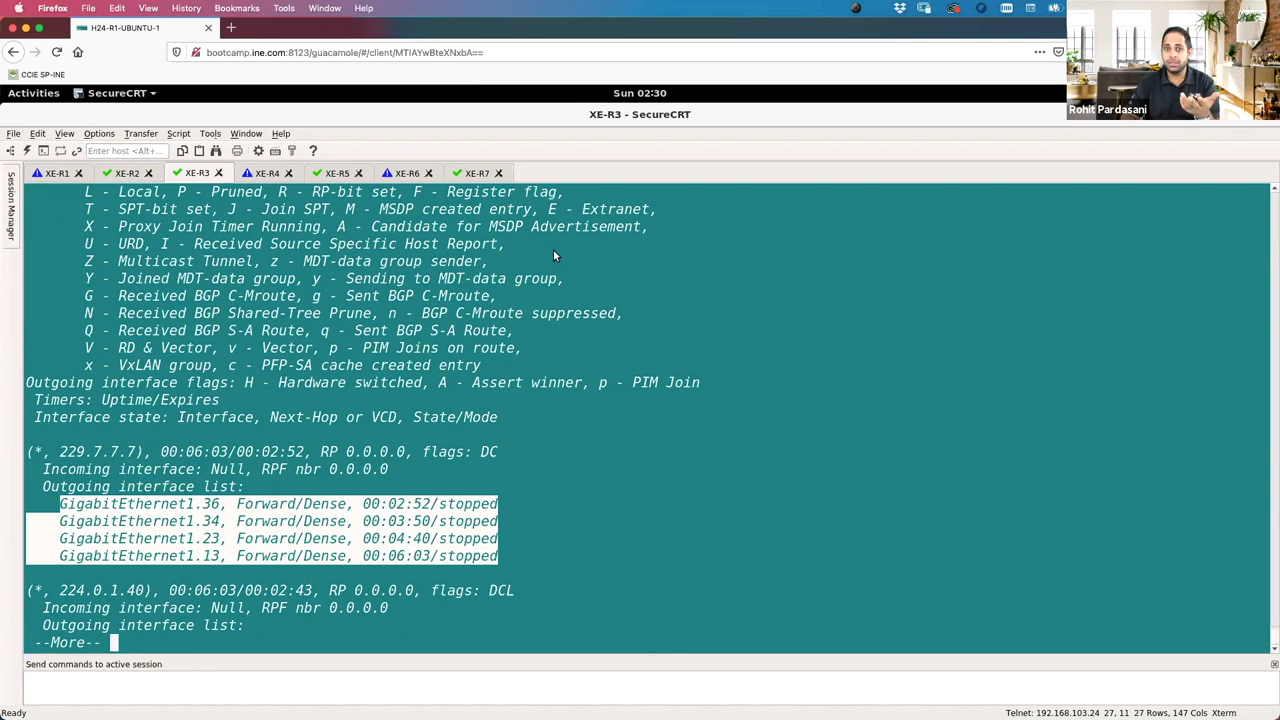 Firefox File Edit View History Bookmarks Tools Window Help
H24-R1-UBUNTU-1
bootcamp.ine.com:8123/guacamole/#/client/MTIAYwBteXNxbA==
CCIE SP-INE
Activities SecureCRT Sun 02:30
Rohit Pardasani
XE-R3 - SecureCRT
File Edit View Options Transfer Script Tools Window Help
Enter host <Alt+...
XE-R1 XE-R2 XE-R3 XE-R4 XE-R5 XE-R6 XE-R7
Session Manager
L - Local, P - Pruned, R - RP-bit set, F - Register flag,
T - SPT-bit set, J - Join SPT, M - MSDP created entry, E - Extranet,
X - Proxy Join Timer Running, A - Candidate for MSDP Advertisement,
U - URD, I - Received Source Specific Host Report,
Z - Multicast Tunnel, z - MDT-data group sender,
Y - Joined MDT-data group, y - Sending to MDT-data group,
G - Received BGP C-Mroute, g - Sent BGP C-Mroute,
N - Received BGP Shared-Tree Prune, n - BGP C-Mroute suppressed,
Q - Received BGP S-A Route, q - Sent BGP S-A Route,
V - RD & Vector, v - Vector, p - PIM Joins on route,
x - VxLAN group, c - PFP-SA cache created entry
Outgoing interface flags: H - Hardware switched, A - Assert winner, p - PIM Join
Timers: Uptime/Expires
Interface state: Interface, Next-Hop or VCD, State/Mode
(*, 229.7.7.7), 00:06:03/00:02:52, RP 0.0.0.0, flags: DC
Incoming interface: Null, RPF nbr 0.0.0.0
Outgoing interface list:
GigabitEthernet1.36, Forward/Dense, 00:02:52/stopped
GigabitEthernet1.34, Forward/Dense, 00:03:50/stopped
GigabitEthernet1.23, Forward/Dense, 00:04:40/stopped
GigabitEthernet1.13, Forward/Dense, 00:06:03/stopped
(*, 224.0.1.40), 00:06:03/00:02:43, RP 0.0.0.0, flags: DCL
Incoming interface: Null, RPF nbr 0.0.0.0
Outgoing interface list:
--More--
Send commands to active session
Ready Telnet: 192.168.103.24 27, 11 27 Rows, 147 Cols Xterm